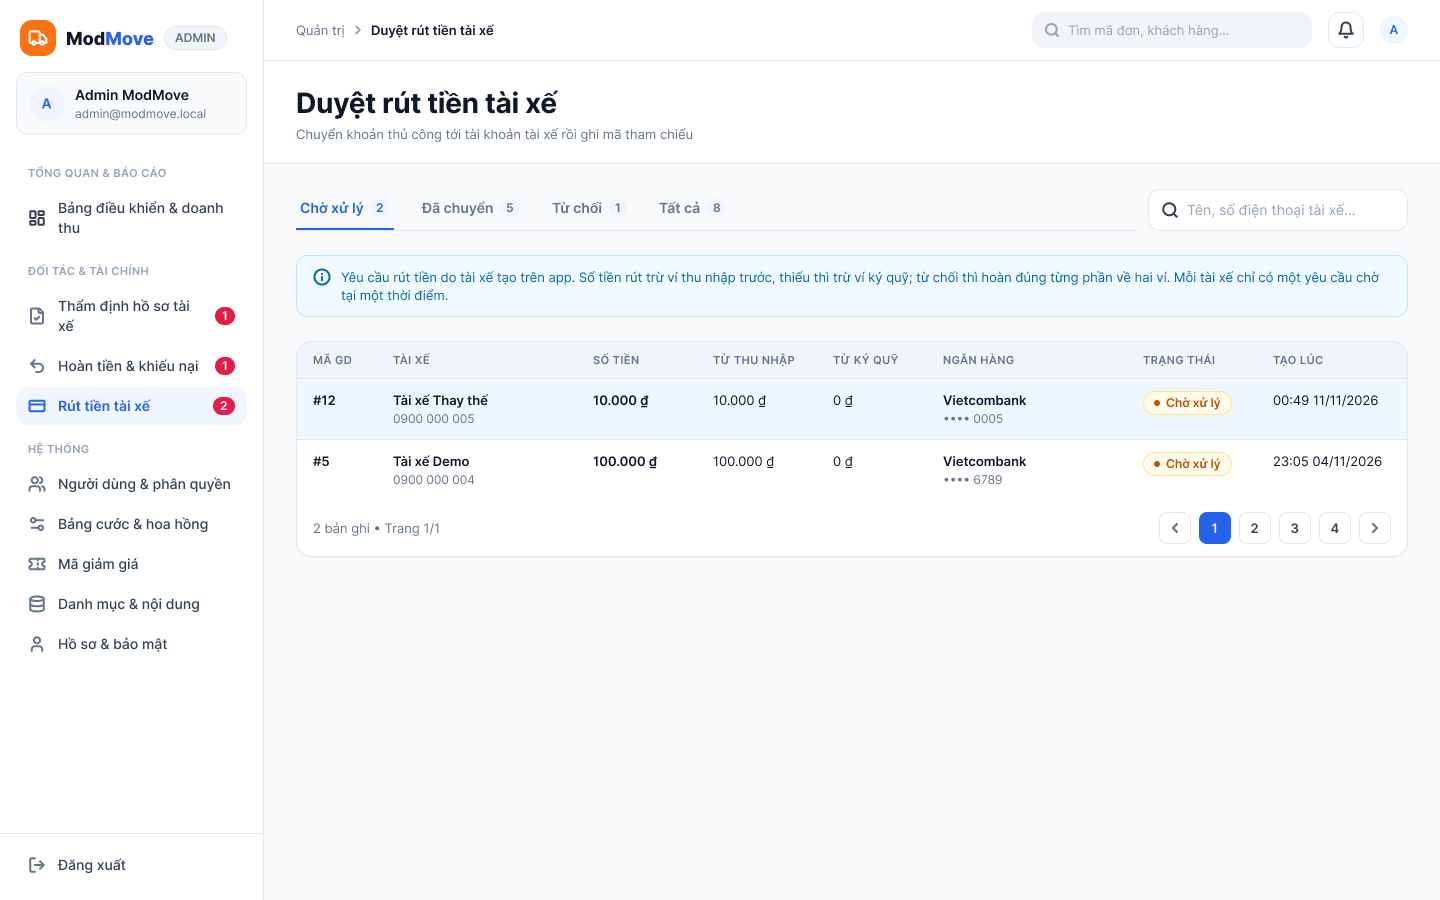 ModMove ADMIN
A
Admin ModMove
admin@modmove.local
TỔNG QUAN & BÁO CÁO
Bảng điều khiển & doanh
thu
ĐỐI TÁC & TÀI CHÍNH
Thẩm định hồ sơ tài
xế
1
Hoàn tiền & khiếu nại 1
Rút tiền tài xế 2
HỆ THỐNG
Người dùng & phân quyền
Bảng cước & hoa hồng
Mã giảm giá
Danh mục & nội dung
Hồ sơ & bảo mật
Đăng xuất
Quản trị Duyệt rút tiền tài xế
Tìm mã đơn, khách hàng...
A
Duyệt rút tiền tài xế
Chuyển khoản thủ công tới tài khoản tài xế rồi ghi mã tham chiếu
Chờ xử lý 2 Đã chuyển 5 Từ chối 1 Tất cả 8
Tên, số điện thoại tài xế...
Yêu cầu rút tiền do tài xế tạo trên app. Số tiền rút trừ ví thu nhập trước, thiếu thì trừ ví ký quỹ; từ chối thì hoàn đúng từng phần về hai ví. Mỗi tài xế chỉ có một yêu cầu chờ
tại một thời điểm.
MÃ GD TÀI XẾ SỐ TIỀN TỪ THU NHẬP TỪ KÝ QUỸ NGÂN HÀNG TRẠNG THÁI TẠO LÚC
#12 Tài xế Thay thế 10.000 ₫ 10.000 ₫ 0 ₫ Vietcombank Chờ xử lý 00:49 11/11/2026
0900 000 005 •••• 0005
#5 Tài xế Demo 100.000 ₫ 100.000 ₫ 0 ₫ Vietcombank Chờ xử lý 23:05 04/11/2026
0900 000 004 •••• 6789
2 bản ghi • Trang 1/1
1 2 3 4